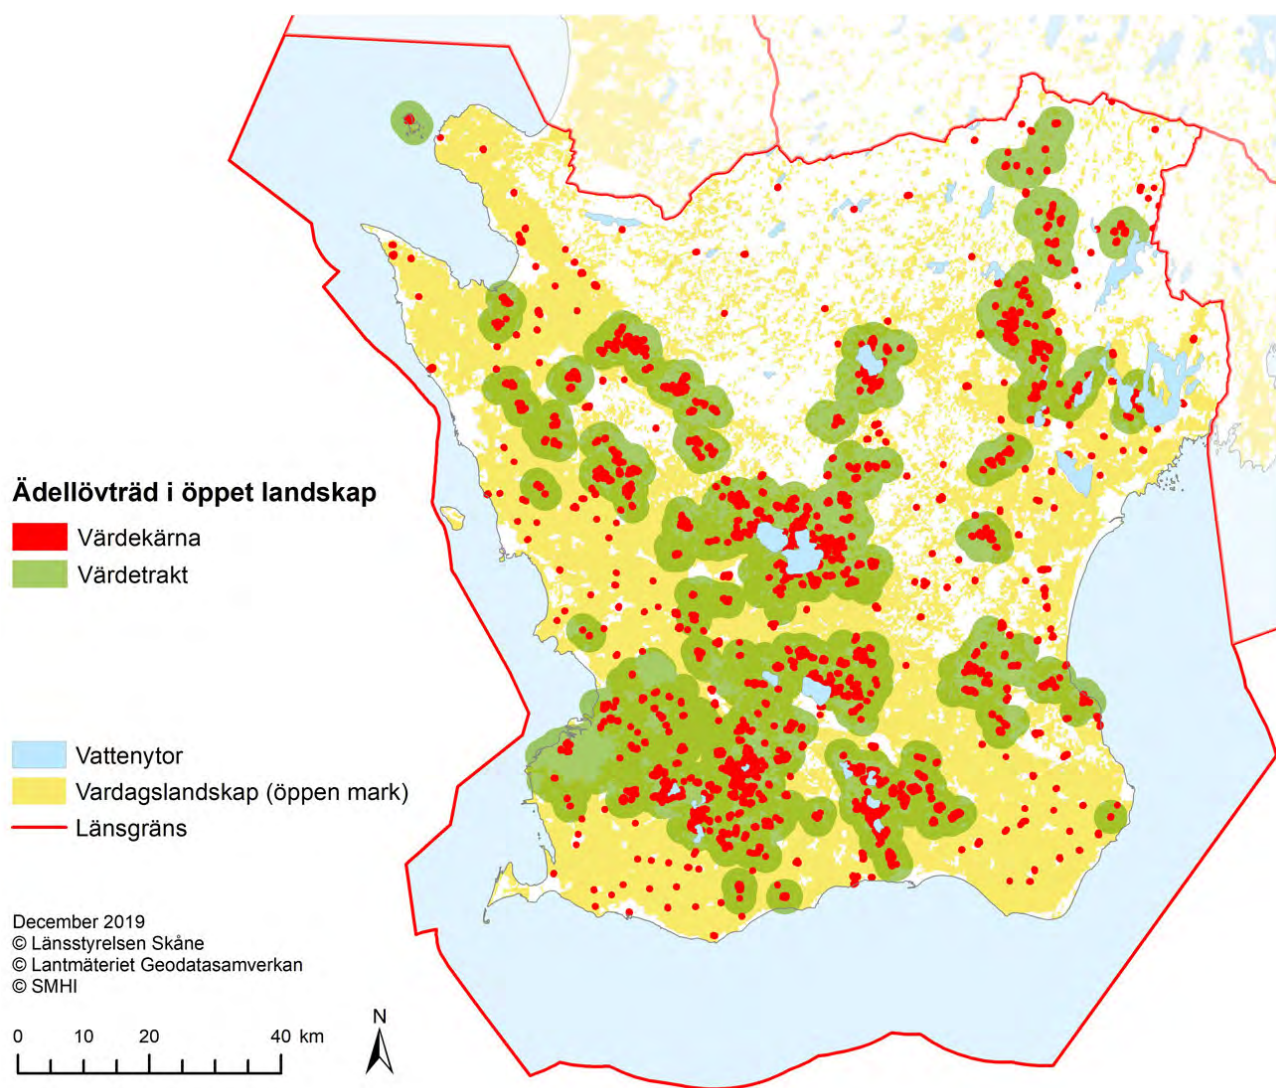 Ädellövträd i öppet landskap
Värdekärna
Värdetrakt
Vattenytor
Vardagslandskap (öppen mark)
Länsgräns
December 2019
© Länsstyrelsen Skåne
© Lantmäteriet Geodatasamverkan
© SMHI
0 10 20 40 km
N